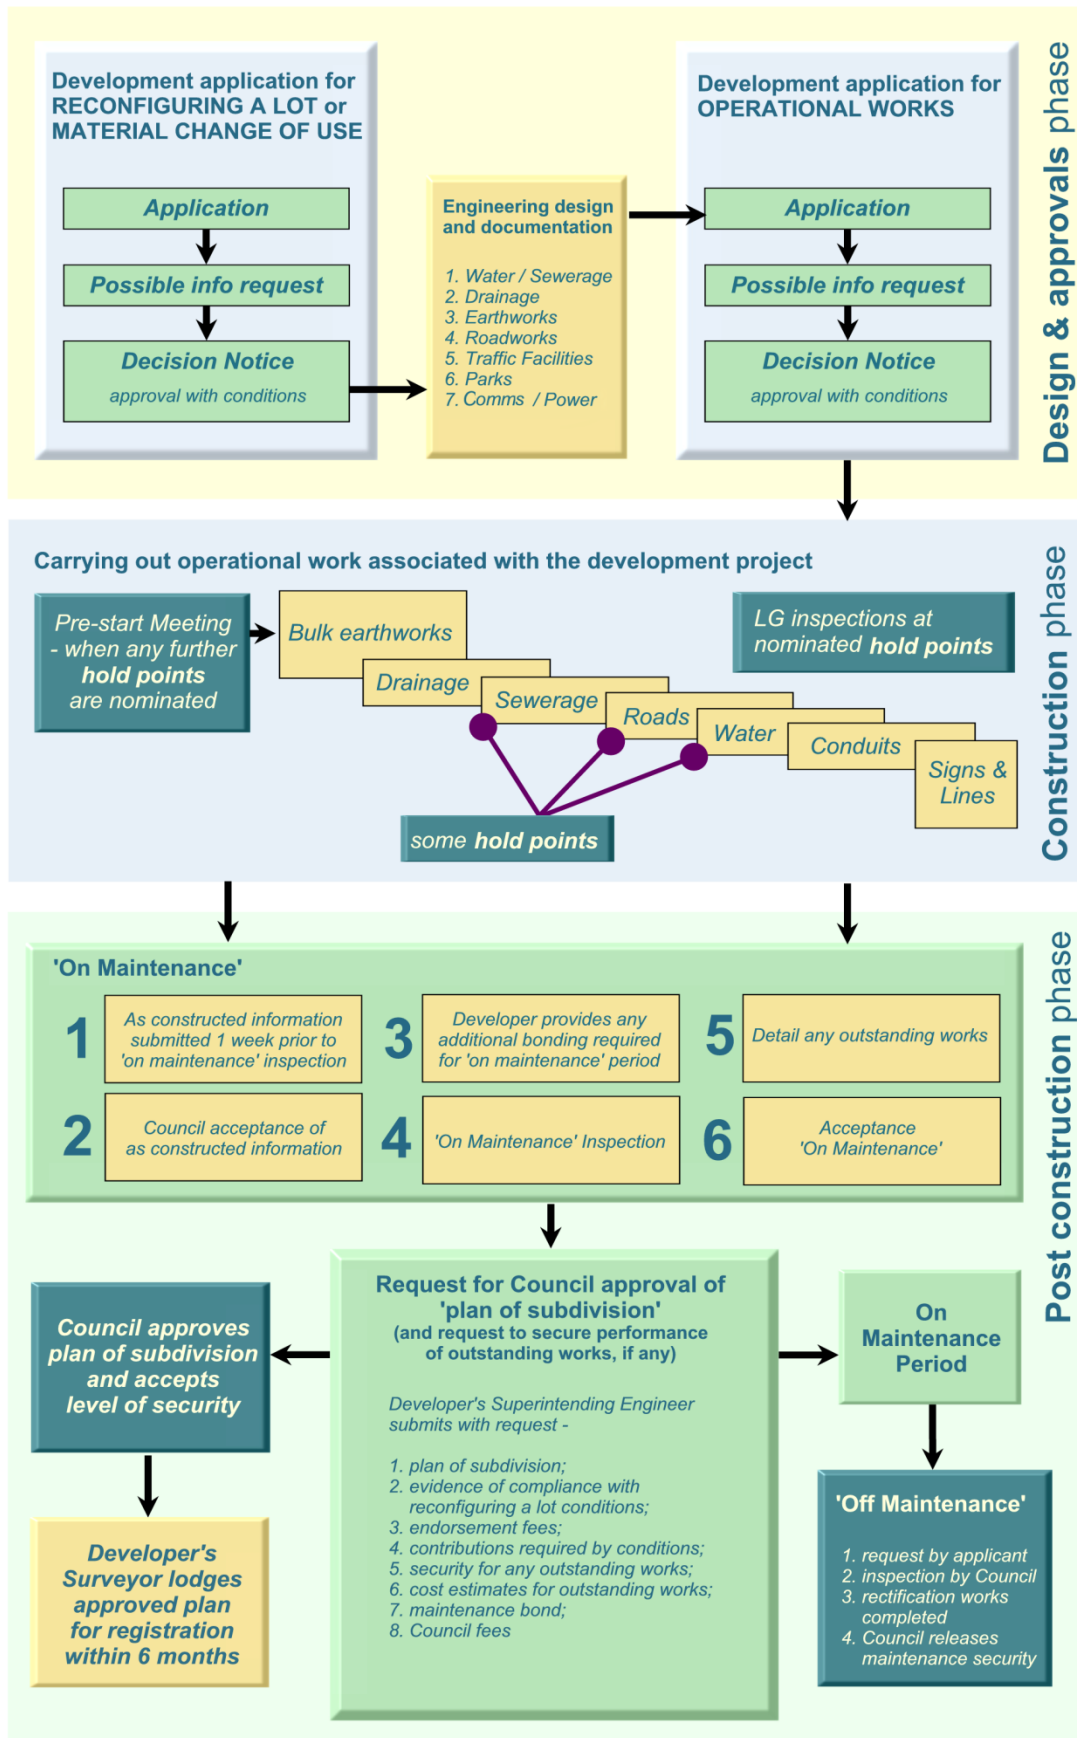 Design & approvals phase
Development application for
RECONFIGURING A LOT or
MATERIAL CHANGE OF USE
Application
Possible info request
Decision Notice
approval with conditions
Engineering design
and documentation
1. Water / Sewerage
2. Drainage
3. Earthworks
4. Roadworks
5. Traffic Facilities
6. Parks
7. Comms / Power
Development application for
OPERATIONAL WORKS
Application
Possible info request
Decision Notice
approval with conditions
Construction phase
Carrying out operational work associated with the development project
Pre-start Meeting
- when any further
hold points
are nominated
Bulk earthworks
Drainage
Sewerage
Roads
Water
Conduits
Signs &
Lines
LG inspections at
nominated hold points
some hold points
Post construction phase
'On Maintenance'
1
As constructed information
submitted 1 week prior to
'on maintenance' inspection
2
Council acceptance of
as constructed information
3
Developer provides any
additional bonding required
for 'on maintenance' period
4
'On Maintenance' Inspection
5
Detail any outstanding works
6
Acceptance
'On Maintenance'
Request for Council approval of
'plan of subdivision'
(and request to secure performance
of outstanding works, if any)
Developer's Superintending Engineer
submits with request -
1. plan of subdivision;
2. evidence of compliance with
reconfiguring a lot conditions;
3. endorsement fees;
4. contributions required by conditions;
5. security for any outstanding works;
6. cost estimates for outstanding works;
7. maintenance bond;
8. Council fees
Council approves
plan of subdivision
and accepts
level of security
Developer's
Surveyor lodges
approved plan
for registration
within 6 months
On
Maintenance
Period
'Off Maintenance'
1. request by applicant
2. inspection by Council
3. rectification works
completed
4. Council releases
maintenance security